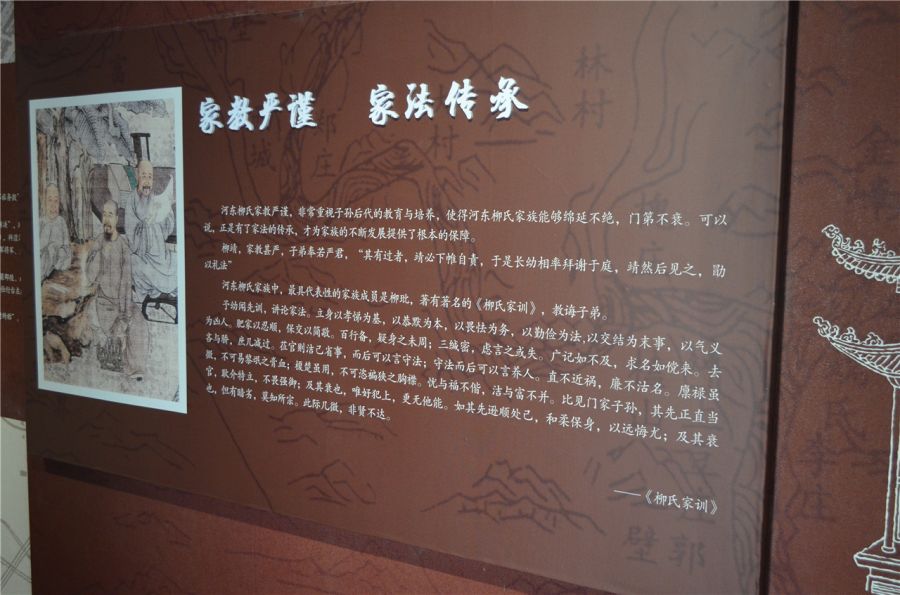 家教严谨 家法传承
河东柳氏家教严谨，非常重视子孙后代的教育与培养，使得河东柳氏家族能够绵延不绝，门第不衰。可以
说，正是有了家法的传承，才为家族的不断发展提供了根本的保障。
柳靖，家教甚严，子弟奉若严君，“其有过者，靖必下帷自责，于是长幼相率拜谢于庭，靖然后见之，勖
以礼法”
河东柳氏家族中，最具代表性的家族成员是柳玭，著有著名的《柳氏家训》，教诲子弟。
予幼闻先训，讲论家法。立身以孝悌为基，以恭默为本，以畏怯为务，以勤俭为法，以交结为末事，以气义
为凶人。肥家以忍顺，保交以简敬。百行备，疑身之未周；三缄密，虑言之或失。广记如不及，求名如傥来。去
吝与骄，庶几减过。莅官则洁己省事，而后可以言守法；守法而后可以言养人。直不近祸，廉不沽名。廪禄虽
微，不可易黎甿之膏血；榎楚虽用，不可恣褊狭之胸襟。忧与福不偕，洁与富不并。比见门家子孙，其先正直当
官，耿介特立，不畏强御；及其衰也，唯好犯上，更无他能。如其先逊顺处己，和柔保身，以远悔尤；及其衰
也，但有暗劣，莫知所宗。此际几微，非贤不达。
——《柳氏家训》
林村
村
邱庄
城
壁
郭
李庄